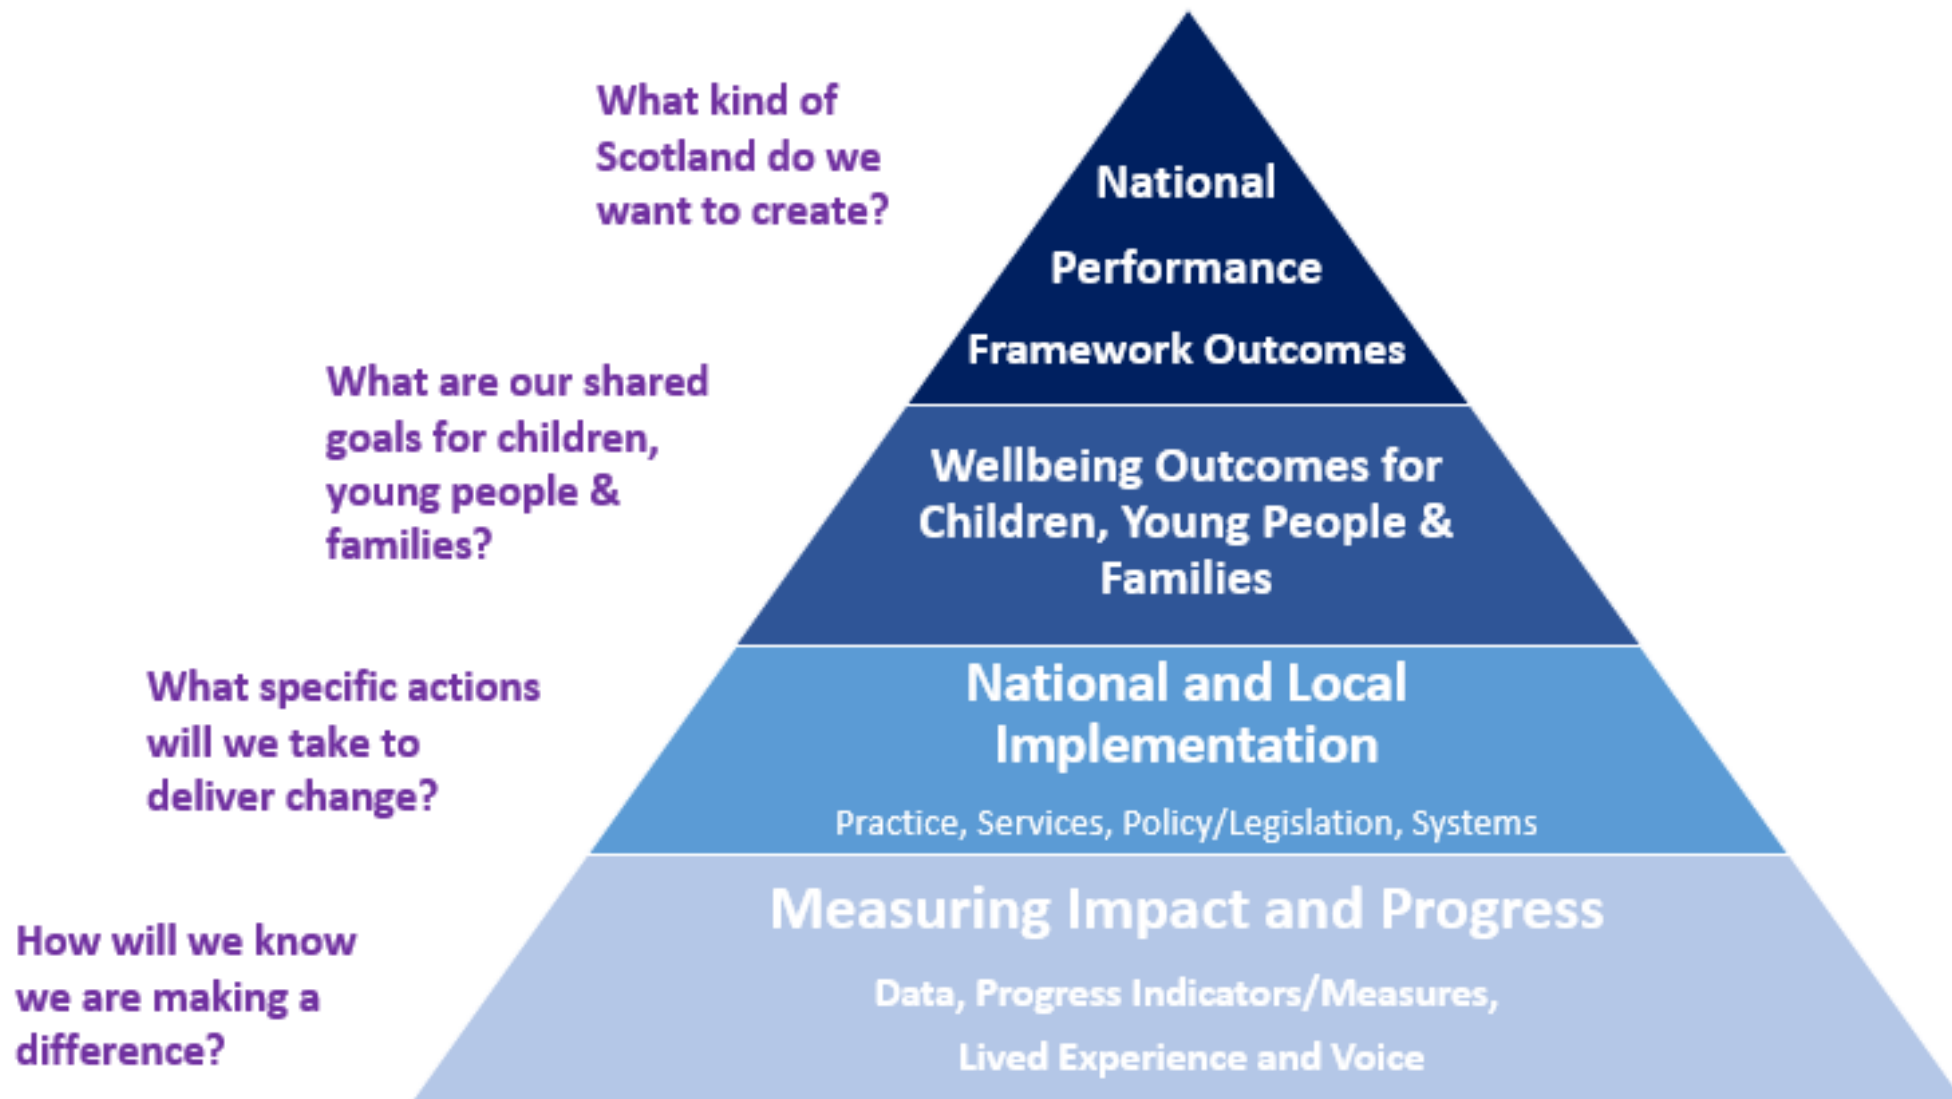 What kind of
Scotland do we
want to create?
National
Performance
Framework Outcomes
What are our shared
goals for children,
young people &
families?
Wellbeing Outcomes for
Children, Young People &
Families
What specific actions
will we take to
deliver change?
National and Local
Implementation
Practice, Services, Policy/Legislation, Systems
How will we know
we are making a
difference?
Measuring Impact and Progress
Data, Progress Indicators/Measures,
Lived Experience and Voice